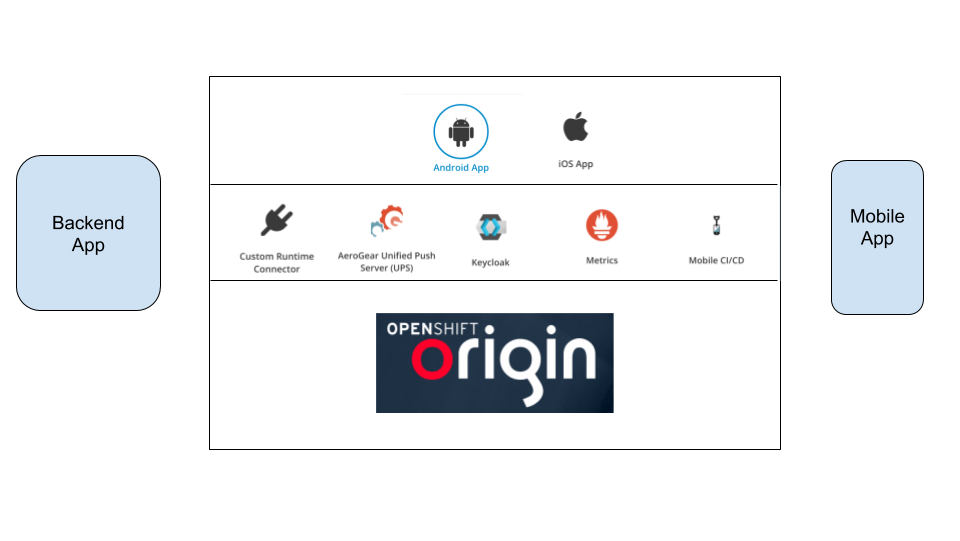 Android App
iOS App
Backend
App
Mobile
App
Custom Runtime
Connector
AeroGear Unified Push
Server (UPS)
Keycloak
Metrics
Mobile CI/CD
OPENSHIFT
origin